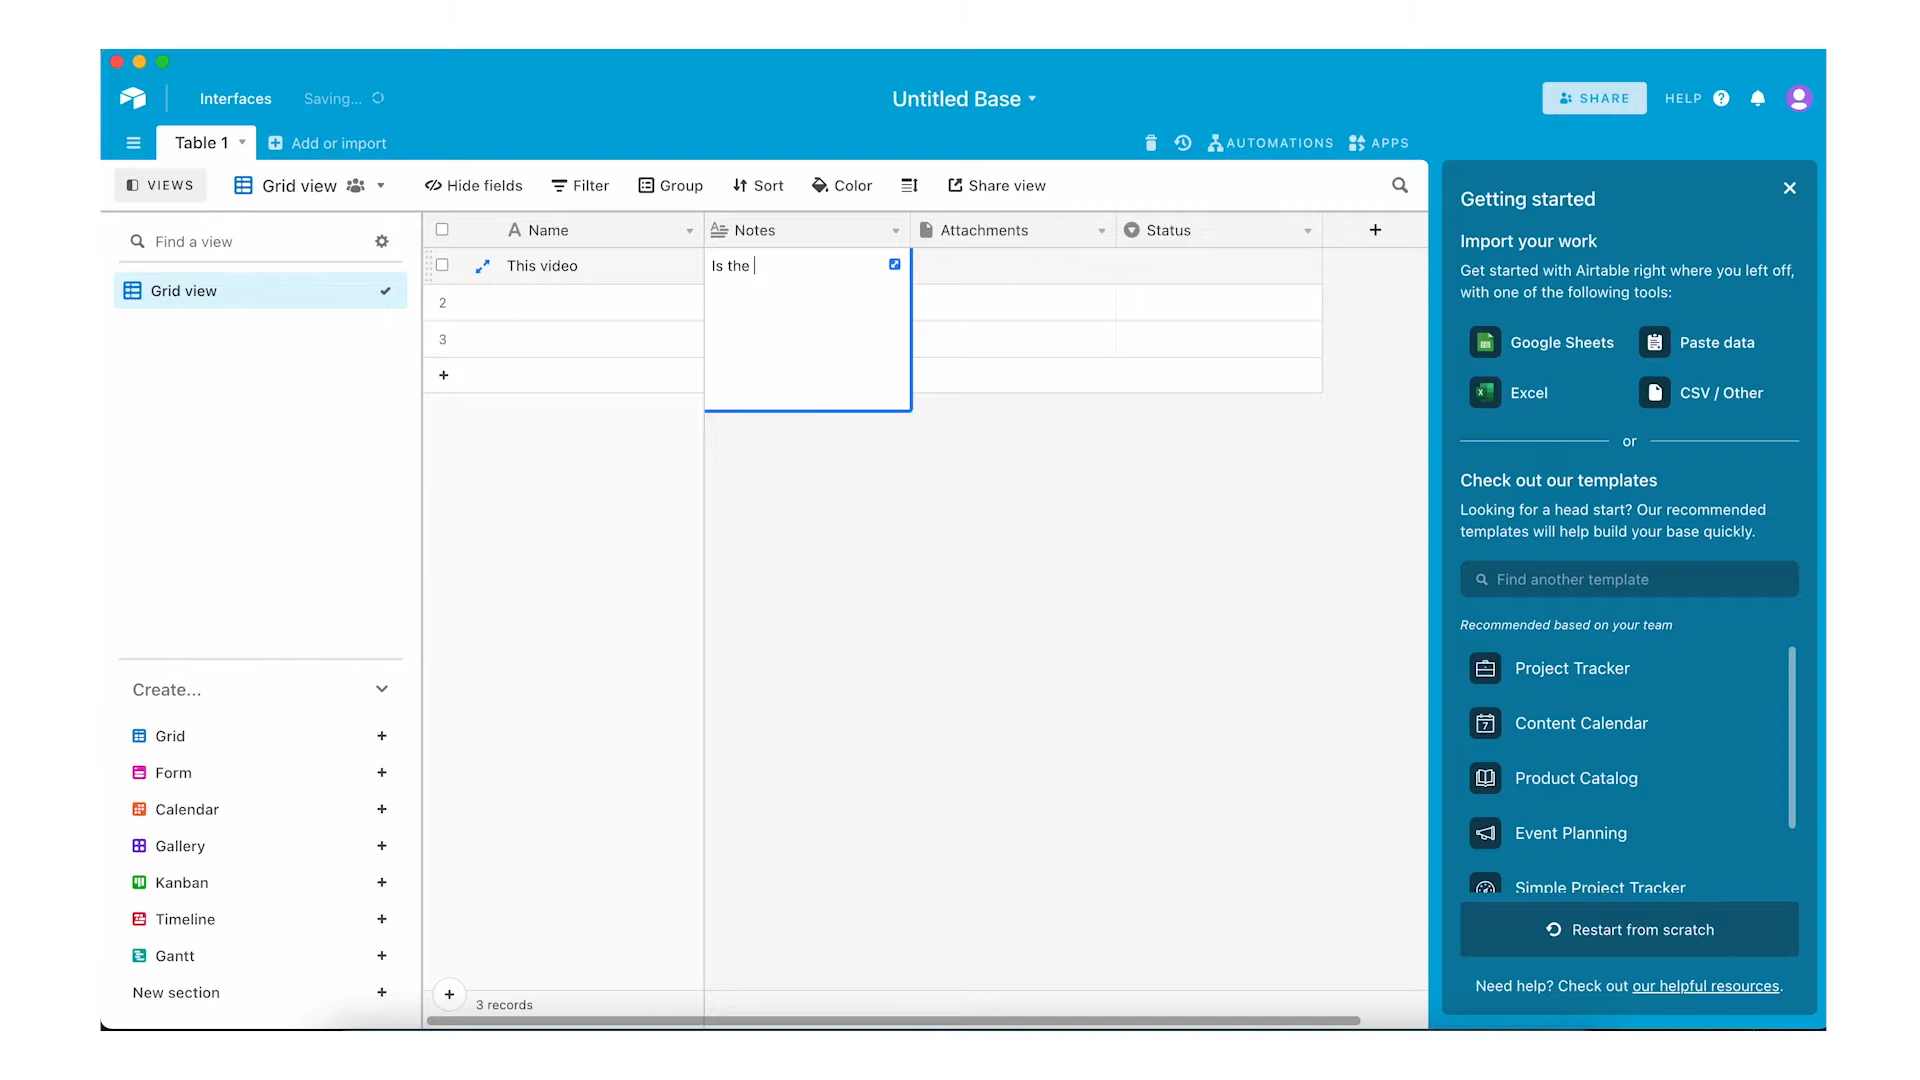 Interfaces
Saving...
Untitled Base
SHARE
HELP
Table 1
Add or import
AUTOMATIONS
APPS
VIEWS
Grid view
Hide fields
Filter
Group
Sort
Color
Share view
Find a view
Grid view
Name
Notes
Attachments
Status
This video
Is the
2
3
3 records
Create...
Grid
Form
Calendar
Gallery
Kanban
Timeline
Gantt
New section
Getting started
Import your work
Get started with Airtable right where you left off,
with one of the following tools:
Google Sheets
Paste data
Excel
CSV / Other
or
Check out our templates
Looking for a head start? Our recommended
templates will help build your base quickly.
Find another template
Recommended based on your team
Project Tracker
7
Content Calendar
Product Catalog
Event Planning
Simple Project Tracker
Restart from scratch
Need help? Check out our helpful resources.